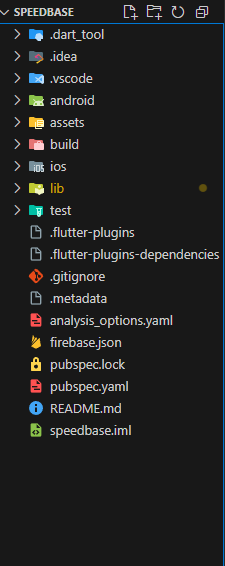 SPEEDBASE
.dart_tool
.idea
.vscode
android
assets
build
ios
lib
test
.flutter-plugins
.flutter-plugins-dependencies
.gitignore
.metadata
analysis_options.yaml
firebase.json
pubspec.lock
pubspec.yaml
README.md
speedbase.iml